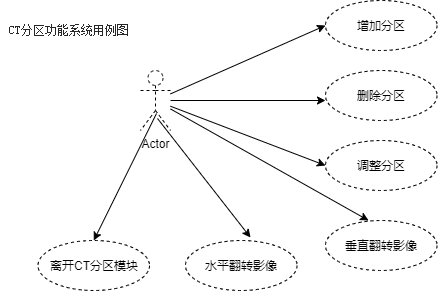 CT分区功能系统用例图
增加分区
删除分区
Actor
调整分区
垂直翻转影像
离开CT分区模块
水平翻转影像